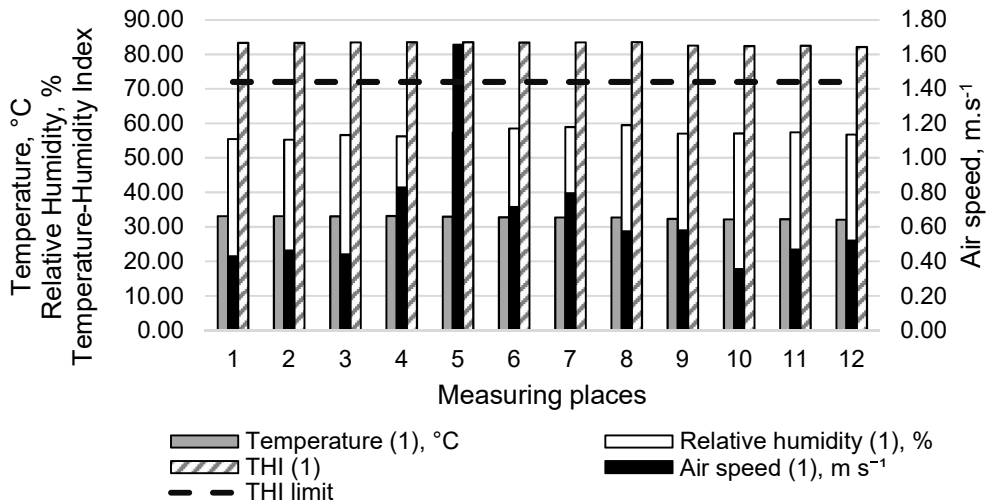 Temperature, °C
Relative Humidity, %
Temperature-Humidity Index
90.00
80.00
70.00
60.00
50.00
40.00
30.00
20.00
10.00
0.00
1.80
1.60
1.40
1.20
1.00
0.80
0.60
0.40
0.20
0.00
Air speed, m.s⁻¹
1 2 3 4 5 6 7 8 9 10 11 12
Measuring places
Temperature (1), °C
Relative humidity (1), %
THI (1)
Air speed (1), m s⁻¹
THI limit